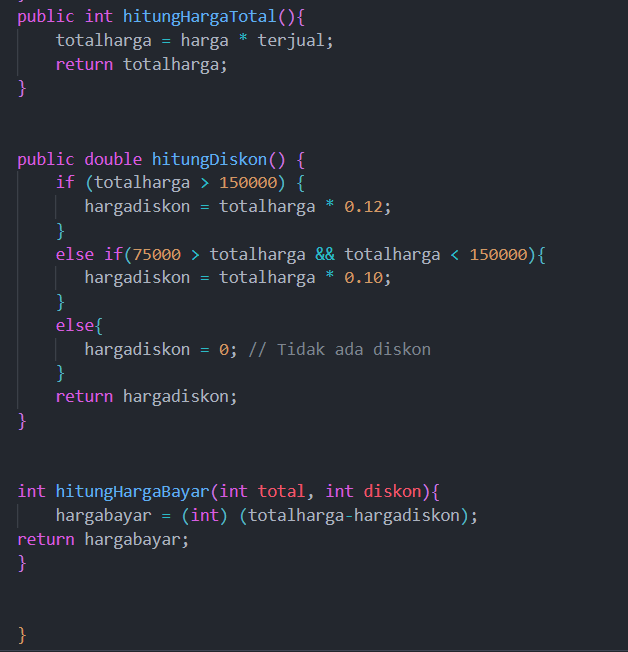 public int hitungHargaTotal(){
    totalharga = harga * terjual;
    return totalharga;
}
public double hitungDiskon() {
    if (totalharga > 150000) {
       hargadiskon = totalharga * 0.12;
    }
    else if(75000 > totalharga && totalharga < 150000){
       hargadiskon = totalharga * 0.10;
    }
    else{
       hargadiskon = 0; // Tidak ada diskon
    }
    return hargadiskon;
}
int hitungHargaBayar(int total, int diskon){
    hargabayar = (int) (totalharga-hargadiskon);
return hargabayar;
}
}